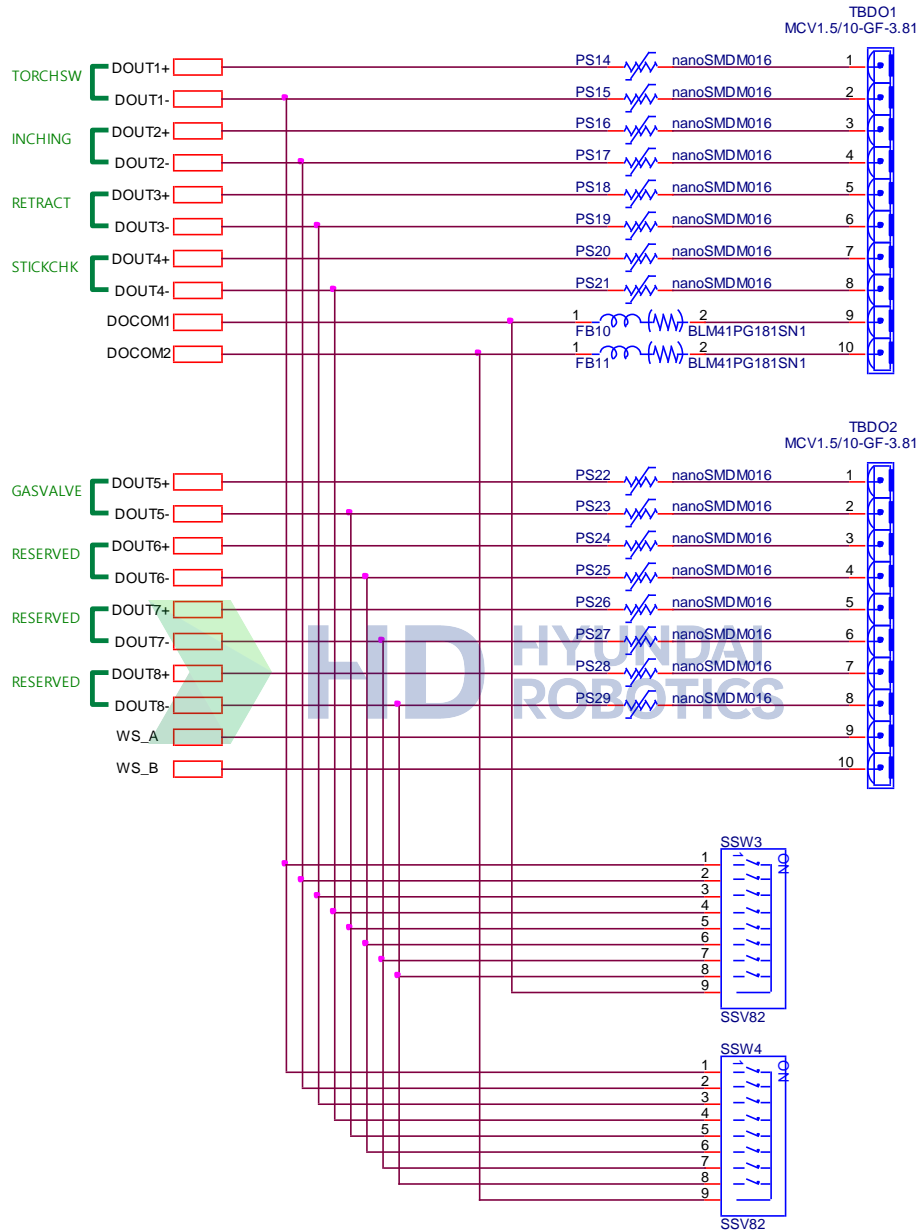 TBDO1
MCV1.5/10-GF-3.81
TORCHSW
DOUT1+ PS14 nanoSMDM016 1
DOUT1- PS15 nanoSMDM016 2
INCHING
DOUT2+ PS16 nanoSMDM016 3
DOUT2- PS17 nanoSMDM016 4
RETRACT
DOUT3+ PS18 nanoSMDM016 5
DOUT3- PS19 nanoSMDM016 6
STICKCHK
DOUT4+ PS20 nanoSMDM016 7
DOUT4- PS21 nanoSMDM016 8
DOCOM1 1 2 9
FB10 BLM41PG181SN1
DOCOM2 1 2 10
FB11 BLM41PG181SN1
TBDO2
MCV1.5/10-GF-3.81
GASVALVE
DOUT5+ PS22 nanoSMDM016 1
DOUT5- PS23 nanoSMDM016 2
RESERVED
DOUT6+ PS24 nanoSMDM016 3
DOUT6- PS25 nanoSMDM016 4
RESERVED
DOUT7+ PS26 nanoSMDM016 5
DOUT7- PS27 nanoSMDM016 6
RESERVED
DOUT8+ PS28 nanoSMDM016 7
DOUT8- PS29 nanoSMDM016 8
WS_A 9
WS_B 10
HD HYUNDAI
ROBOTICS
SSW3
1 1 ON
2
3
4
5
6
7
8
9
SSV82
SSW4
1 1 ON
2
3
4
5
6
7
8
9
SSV82